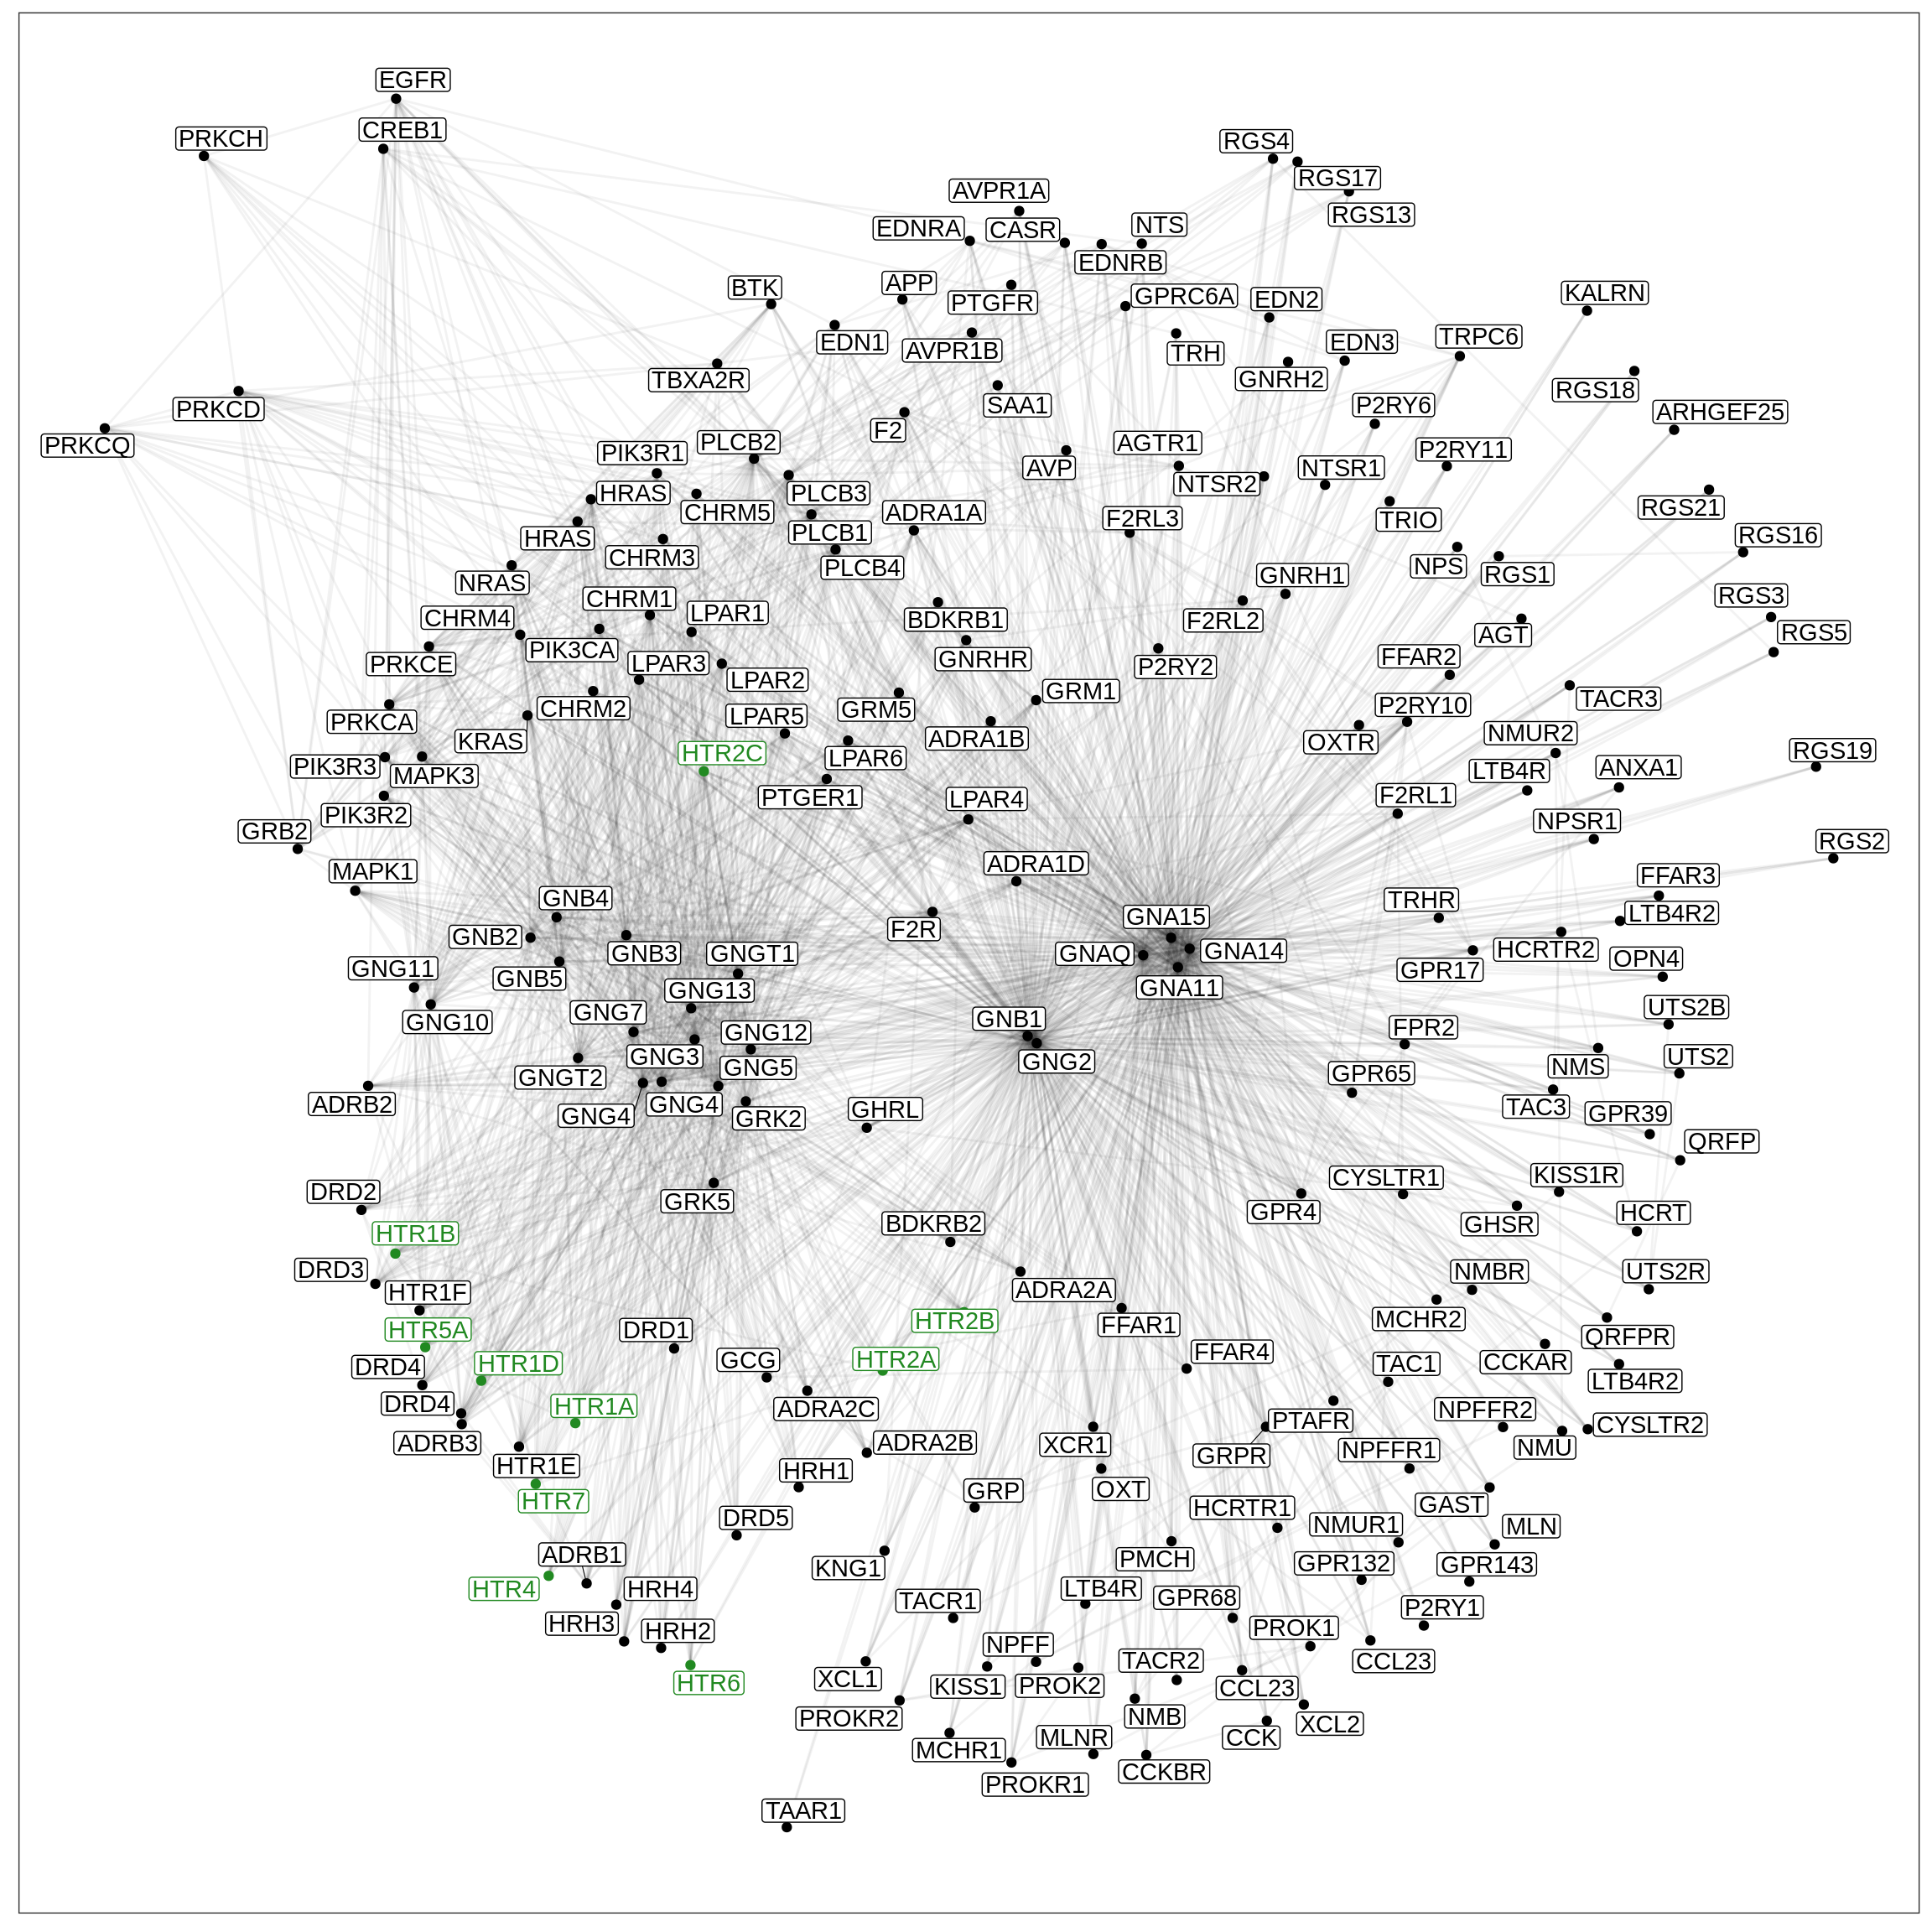 EGFR
CREB1
PRKCH
RGS4
RGS17
RGS13
AVPR1A
EDNRA
CASR
NTS
EDNRB
BTK
APP
PTGFR
GPRC6A
EDN2
KALRN
EDN1
AVPR1B
TRH
EDN3
TRPC6
TBXA2R
GNRH2
RGS18
PRKCD
SAA1
P2RY6
ARHGEF25
PRKCQ
F2
PIK3R1
PLCB2
AGTR1
P2RY11
AVP
NTSR1
NTSR2
HRAS
PLCB3
CHRM5
ADRA1A
F2RL3
TRIO
RGS21
HRAS
PLCB1
RGS16
CHRM3
PLCB4
NPS
RGS1
NRAS
GNRH1
CHRM1
LPAR1
RGS3
CHRM4
BDKRB1
F2RL2
AGT
RGS5
PIK3CA
PRKCE
LPAR3
GNRHR
P2RY2
FFAR2
LPAR2
GRM1
TACR3
CHRM2
GRM5
P2RY10
PRKCA
LPAR5
NMUR2
KRAS
ADRA1B
OXTR
HTR2C
LPAR6
RGS19
PIK3R3
MAPK3
LTB4R
ANXA1
PTGER1
LPAR4
F2RL1
PIK3R2
NPSR1
GRB2
RGS2
MAPK1
ADRA1D
FFAR3
GNB4
TRHR
GNA15
LTB4R2
GNB2
F2R
GNB3
GNGT1
GNAQ
GNA14
HCRTR2
GNG11
GNB5
GPR17
OPN4
GNG13
GNA11
GNG7
UTS2B
GNG10
GNB1
FPR2
GNG12
GNG3
GNG2
NMS
UTS2
GNG5
GNGT2
GPR65
ADRB2
GNG4
GNG4
GRK2
GHRL
TAC3
GPR39
QRFP
DRD2
GRK5
CYSLTR1
KISS1R
HTR1B
BDKRB2
GPR4
GHSR
HCRT
DRD3
HTR1F
ADRA2A
NMBR
UTS2R
HTR5A
DRD1
HTR2B
FFAR1
MCHR2
QRFPR
DRD4
HTR1D
GCG
HTR2A
FFAR4
TAC1
CCKAR
LTB4R2
DRD4
HTR1A
ADRA2C
NPFFR2
CYSLTR2
ADRB3
ADRA2B
XCR1
PTAFR
NMU
HTR1E
HRH1
GRPR
NPFFR1
HTR7
GRP
OXT
GAST
DRD5
HCRTR1
NMUR1
MLN
ADRB1
KNG1
PMCH
GPR132
GPR143
HTR4
HRH4
TACR1
LTB4R
GPR68
P2RY1
HRH3
HRH2
NPFF
PROK1
TACR2
CCL23
HTR6
XCL1
KISS1
PROK2
CCL23
PROKR2
NMB
XCL2
MCHR1
MLNR
CCK
PROKR1
CCKBR
TAAR1